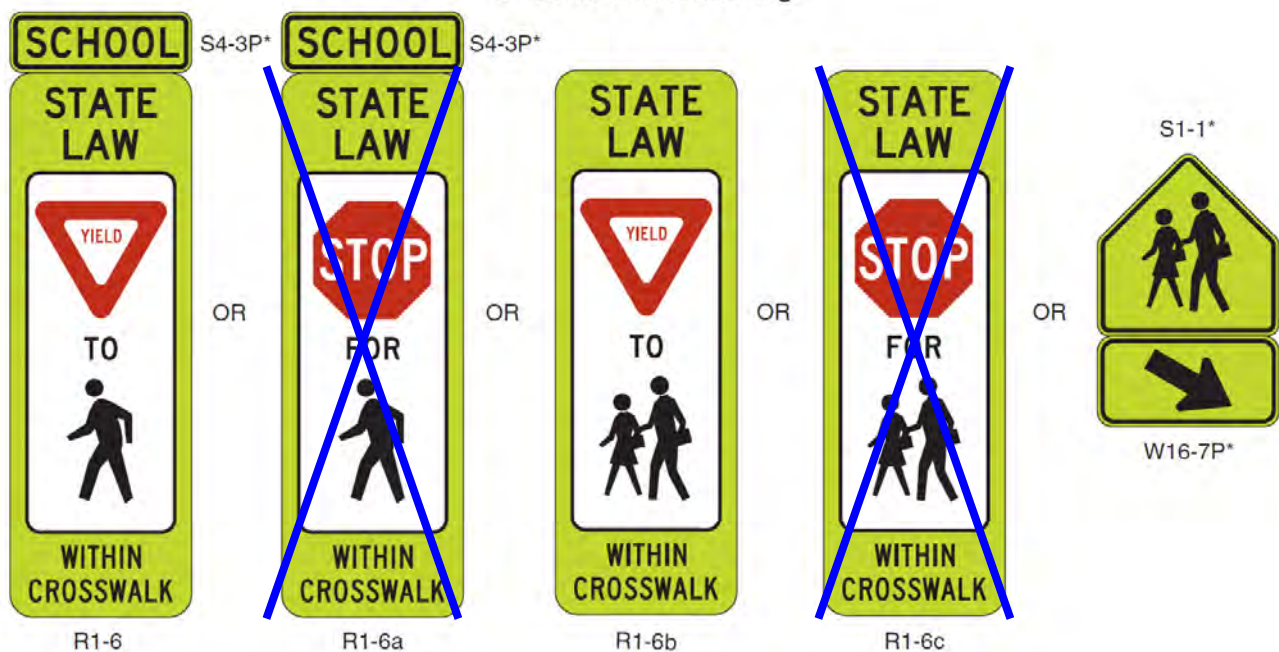 SCHOOL
S4-3P*
SCHOOL
S4-3P*
STATE
LAW
YIELD
TO
WITHIN
CROSSWALK
R1-6
OR
STATE
LAW
STOP
FOR
WITHIN
CROSSWALK
R1-6a
OR
STATE
LAW
YIELD
TO
WITHIN
CROSSWALK
R1-6b
OR
STATE
LAW
STOP
FOR
WITHIN
CROSSWALK
R1-6c
OR
S1-1*
W16-7P*